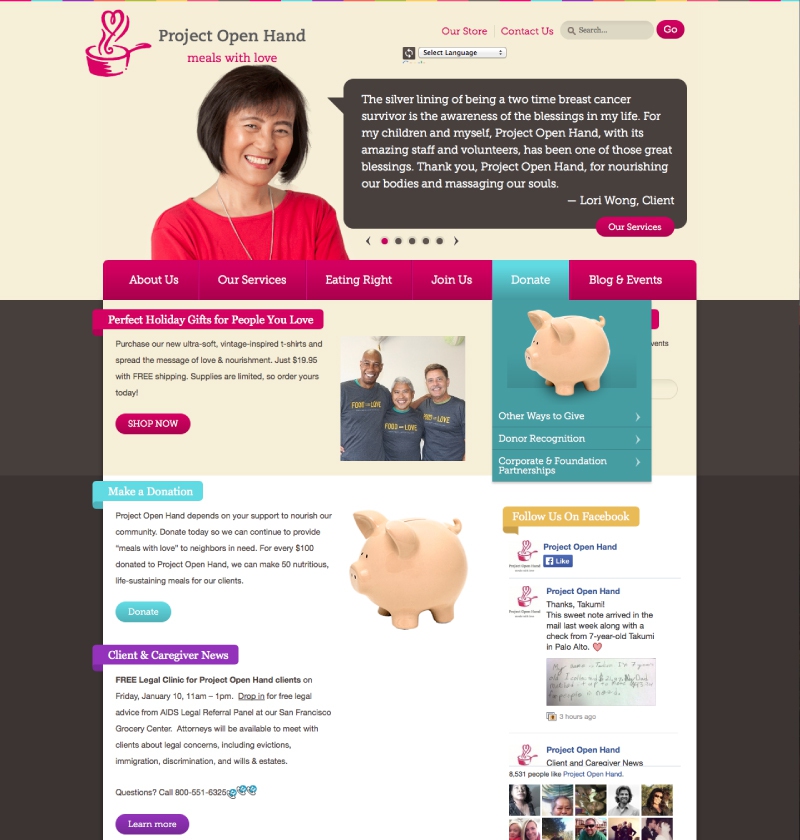 Project Open Hand
meals with love
Our Store
Contact Us
Search...
Go
Select Language
The silver lining of being a two time breast cancer
survivor is the awareness of the blessings in my life. For
my children and myself, Project Open Hand, with its
amazing staff and volunteers, has been one of those great
blessings. Thank you, Project Open Hand, for nourishing
our bodies and massaging our souls.
— Lori Wong, Client
Our Services
About Us
Our Services
Eating Right
Join Us
Donate
Blog & Events
Perfect Holiday Gifts for People You Love
Purchase our new ultra-soft, vintage-inspired t-shirts and
spread the message of love & nourishment. Just $19.95
with FREE shipping. Supplies are limited, so order yours
today!
SHOP NOW
FOOD = LOVE
FOOD = LOVE
FOOD = LOVE
Other Ways to Give
Donor Recognition
Corporate & Foundation
Partnerships
Make a Donation
Project Open Hand depends on your support to nourish our
community. Donate today so we can continue to provide
"meals with love" to neighbors in need. For every $100
donated to Project Open Hand, we can make 50 nutritious,
life-sustaining meals for our clients.
Donate
Client & Caregiver News
FREE Legal Clinic for Project Open Hand clients on
Friday, January 10, 11am – 1pm. Drop in for free legal
advice from AIDS Legal Referral Panel at our San Francisco
Grocery Center. Attorneys will be available to meet with
clients about legal concerns, including evictions,
immigration, discrimination, and wills & estates.
Questions? Call 800-551-6325
Learn more
Follow Us On Facebook
Project Open Hand
Like
Project Open Hand
Thanks, Takumi!
This sweet note arrived in the
mail last week along with a
check from 7-year-old Takumi
in Palo Alto.
3 hours ago
Project Open Hand
Client and Caregiver News
8,531 people like Project Open Hand.